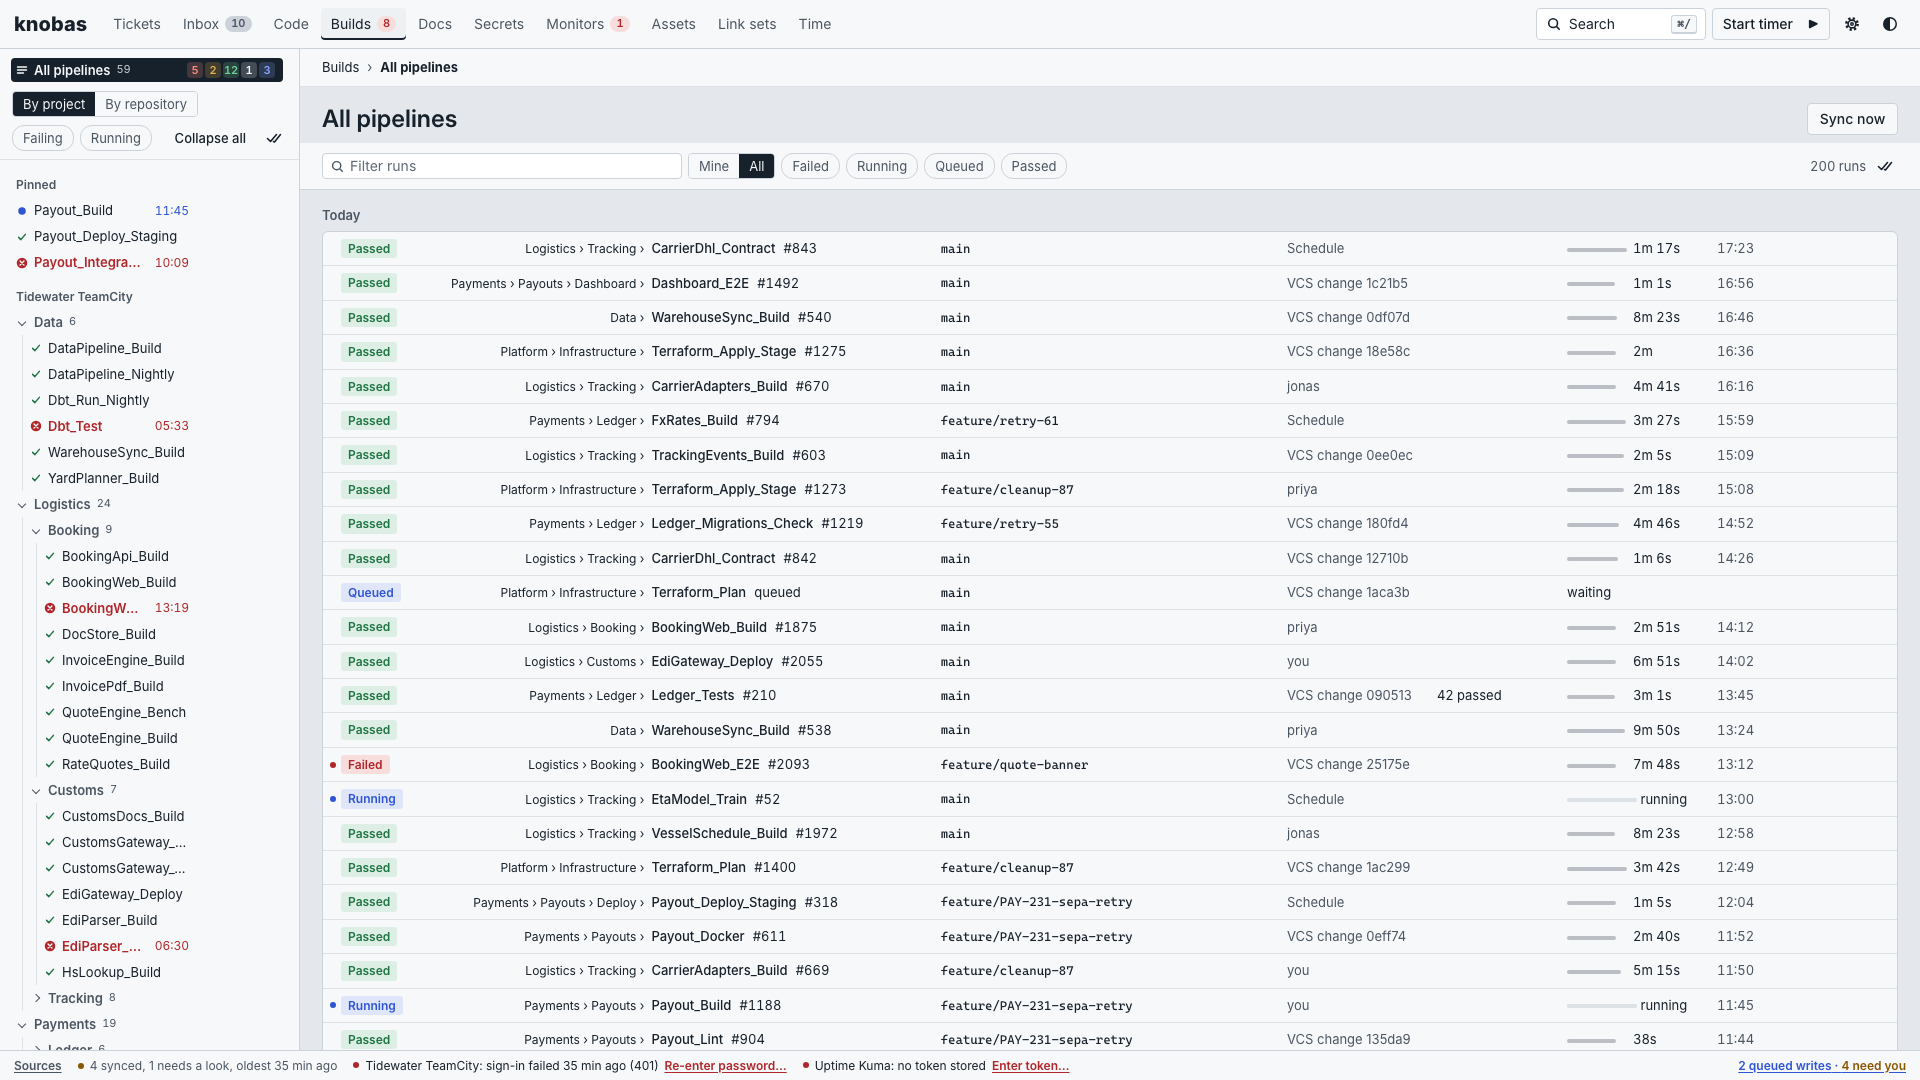 knobas Tickets Inbox 10 Code Builds 8 Docs Secrets Monitors 1 Assets Link sets Time Search ⌘/ Start timer
All pipelines 59 5 2 12 1 3
By project By repository
Failing Running Collapse all
Pinned
Payout_Build 11:45
Payout_Deploy_Staging
Payout_Integra... 10:09
Tidewater TeamCity
Data 6
DataPipeline_Build
DataPipeline_Nightly
Dbt_Run_Nightly
Dbt_Test 05:33
WarehouseSync_Build
YardPlanner_Build
Logistics 24
Booking 9
BookingApi_Build
BookingWeb_Build
BookingW... 13:19
DocStore_Build
InvoiceEngine_Build
InvoicePdf_Build
QuoteEngine_Bench
QuoteEngine_Build
RateQuotes_Build
Customs 7
CustomsDocs_Build
CustomsGateway_...
CustomsGateway_...
EdiGateway_Deploy
EdiParser_Build
EdiParser_... 06:30
HsLookup_Build
Tracking 8
Payments 19
Ledger 6
Builds › All pipelines
All pipelines Sync now
Filter runs Mine All Failed Running Queued Passed 200 runs
Today
Passed Logistics › Tracking › CarrierDhl_Contract #843 main Schedule 1m 17s 17:23
Passed Payments › Payouts › Dashboard › Dashboard_E2E #1492 main VCS change 1c21b5 1m 1s 16:56
Passed Data › WarehouseSync_Build #540 main VCS change 0df07d 8m 23s 16:46
Passed Platform › Infrastructure › Terraform_Apply_Stage #1275 main VCS change 18e58c 2m 16:36
Passed Logistics › Tracking › CarrierAdapters_Build #670 main jonas 4m 41s 16:16
Passed Payments › Ledger › FxRates_Build #794 feature/retry-61 Schedule 3m 27s 15:59
Passed Logistics › Tracking › TrackingEvents_Build #603 main VCS change 0ee0ec 2m 5s 15:09
Passed Platform › Infrastructure › Terraform_Apply_Stage #1273 feature/cleanup-87 priya 2m 18s 15:08
Passed Payments › Ledger › Ledger_Migrations_Check #1219 feature/retry-55 VCS change 180fd4 4m 46s 14:52
Passed Logistics › Tracking › CarrierDhl_Contract #842 main VCS change 12710b 1m 6s 14:26
Queued Platform › Infrastructure › Terraform_Plan queued main VCS change 1aca3b waiting
Passed Logistics › Booking › BookingWeb_Build #1875 main priya 2m 51s 14:12
Passed Logistics › Customs › EdiGateway_Deploy #2055 main you 6m 51s 14:02
Passed Payments › Ledger › Ledger_Tests #210 main VCS change 090513 42 passed 3m 1s 13:45
Passed Data › WarehouseSync_Build #538 main priya 9m 50s 13:24
Failed Logistics › Booking › BookingWeb_E2E #2093 feature/quote-banner VCS change 25175e 7m 48s 13:12
Running Logistics › Tracking › EtaModel_Train #52 main Schedule running 13:00
Passed Logistics › Tracking › VesselSchedule_Build #1972 main jonas 8m 23s 12:58
Passed Platform › Infrastructure › Terraform_Plan #1400 feature/cleanup-87 VCS change 1ac299 3m 42s 12:49
Passed Payments › Payouts › Deploy › Payout_Deploy_Staging #318 feature/PAY-231-sepa-retry Schedule 1m 5s 12:04
Passed Payments › Payouts › Payout_Docker #611 feature/PAY-231-sepa-retry VCS change 0eff74 2m 40s 11:52
Passed Logistics › Tracking › CarrierAdapters_Build #669 feature/cleanup-87 you 5m 15s 11:50
Running Payments › Payouts › Payout_Build #1188 feature/PAY-231-sepa-retry you running 11:45
Passed Payments › Payouts › Payout_Lint #904 feature/PAY-231-sepa-retry VCS change 135da9 38s 11:44
Sources 4 synced, 1 needs a look, oldest 35 min ago Tidewater TeamCity: sign-in failed 35 min ago (401) Re-enter password... Uptime Kuma: no token stored Enter token... 2 queued writes · 4 need you